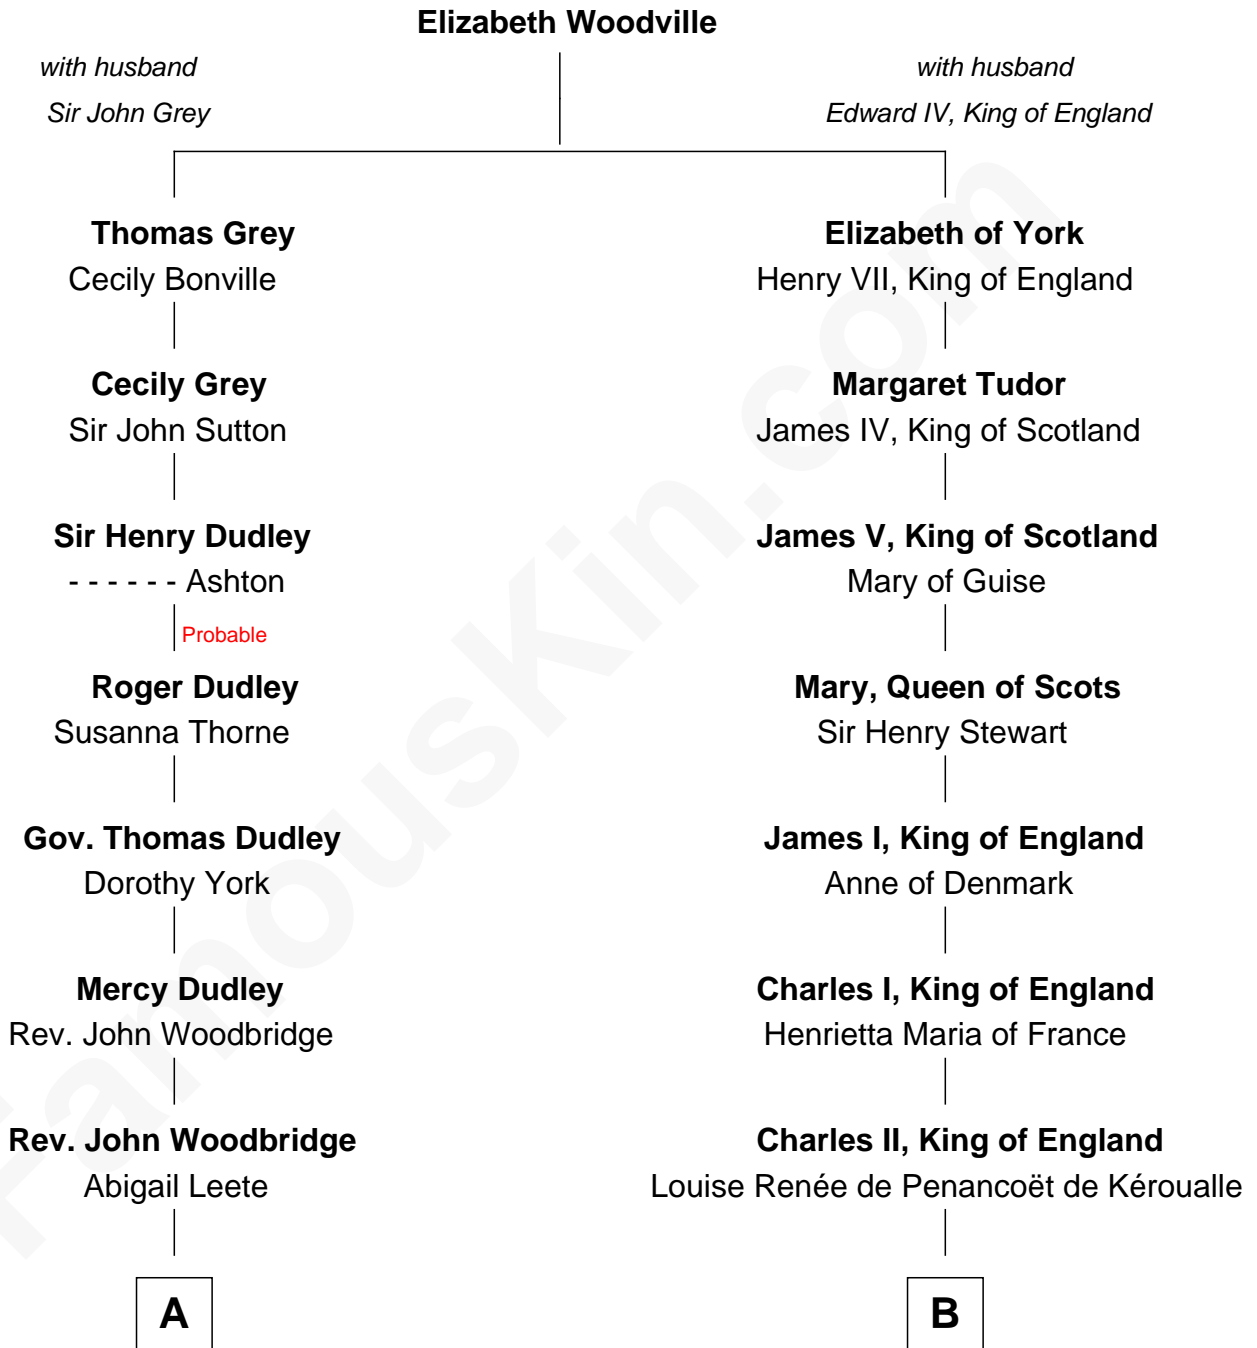 Elizabeth Woodville
with husband
Sir John Grey
with husband
Edward IV, King of England
Thomas Grey
Cecily Bonville
Elizabeth of York
Henry VII, King of England
Cecily Grey
Sir John Sutton
Margaret Tudor
James IV, King of Scotland
Sir Henry Dudley
- - - - - - Ashton
Probable
James V, King of Scotland
Mary of Guise
Roger Dudley
Susanna Thorne
Mary, Queen of Scots
Sir Henry Stewart
Gov. Thomas Dudley
Dorothy York
James I, King of England
Anne of Denmark
Mercy Dudley
Rev. John Woodbridge
Charles I, King of England
Henrietta Maria of France
Rev. John Woodbridge
Abigail Leete
Charles II, King of England
Louise Renée de Penancoët de Kéroualle
A
B
FamousKin.com